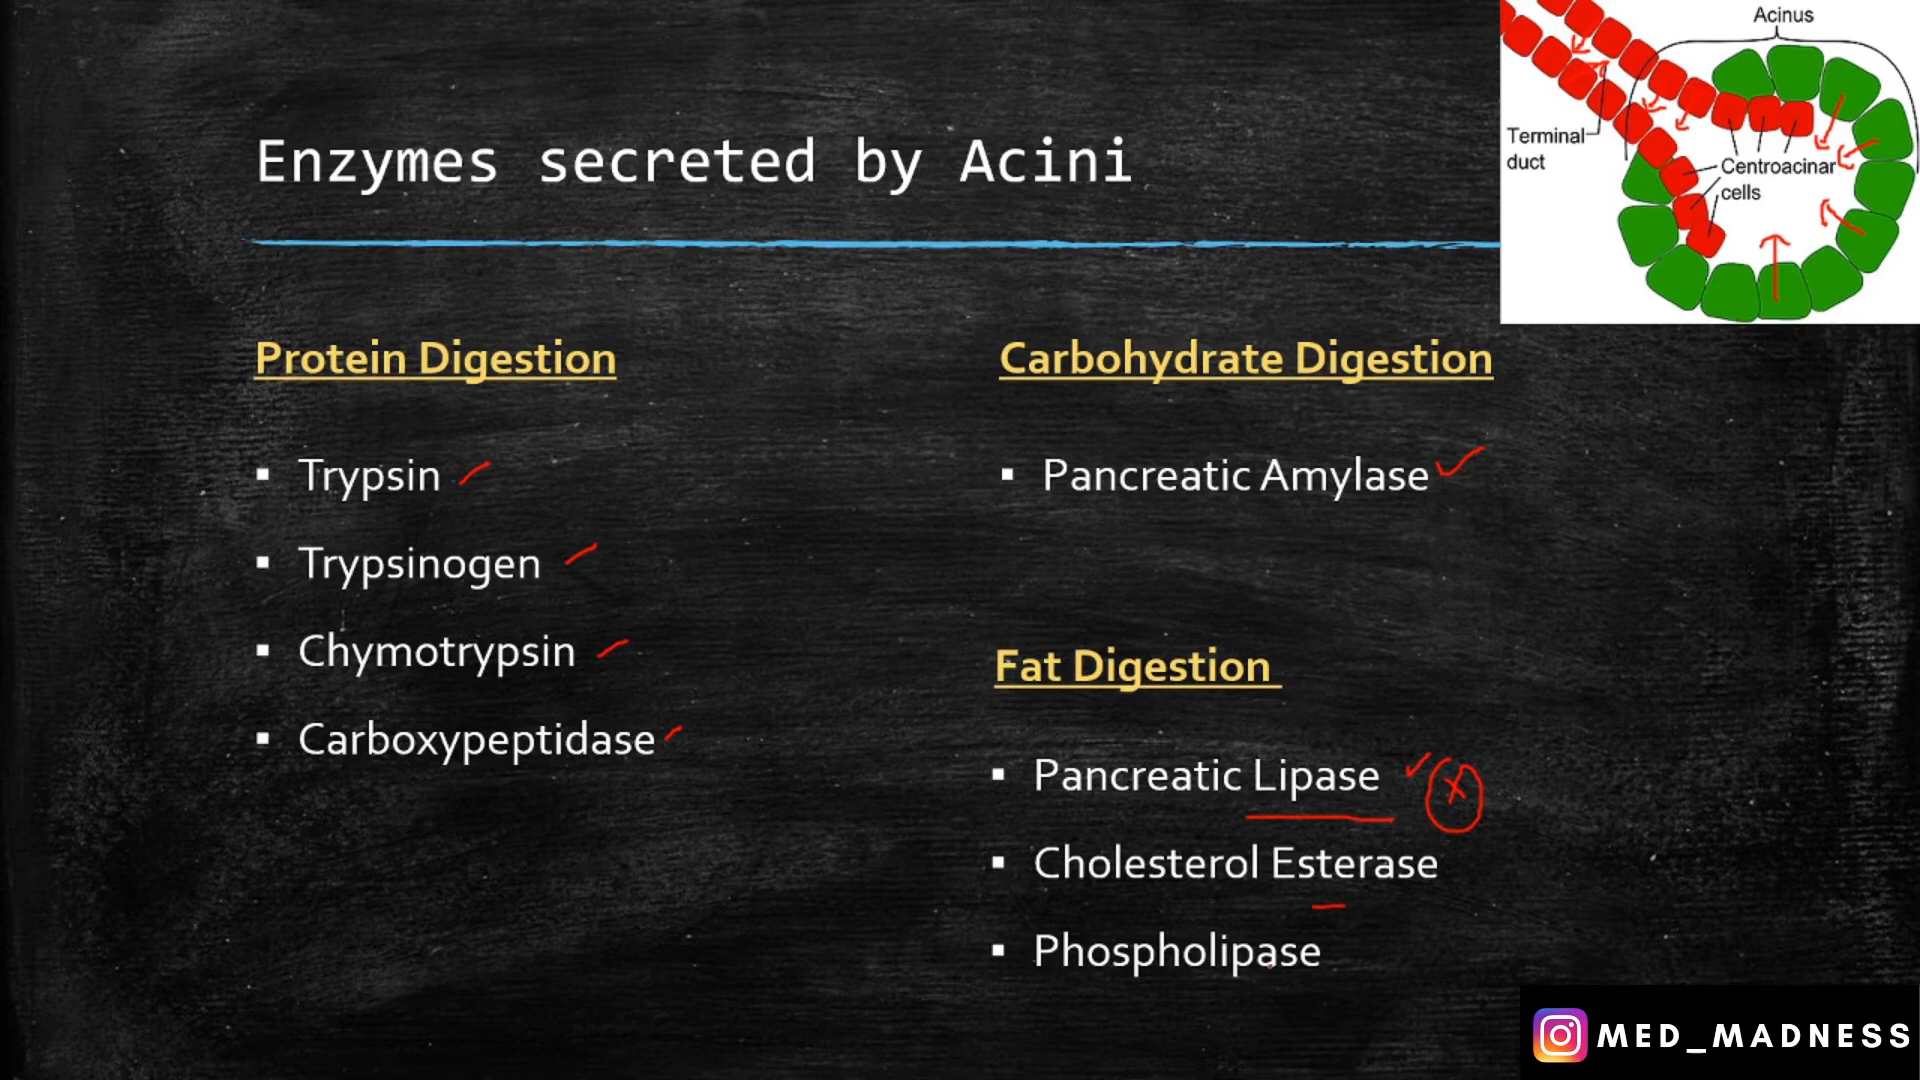 Acinus
Terminal
duct
Centroacinar
cells
Enzymes secreted by Acini
Protein Digestion
▪ Trypsin
▪ Trypsinogen
▪ Chymotrypsin
▪ Carboxypeptidase
Carbohydrate Digestion
▪ Pancreatic Amylase
Fat Digestion
▪ Pancreatic Lipase
▪ Cholesterol Esterase
▪ Phospholipase
MED_MADNESS